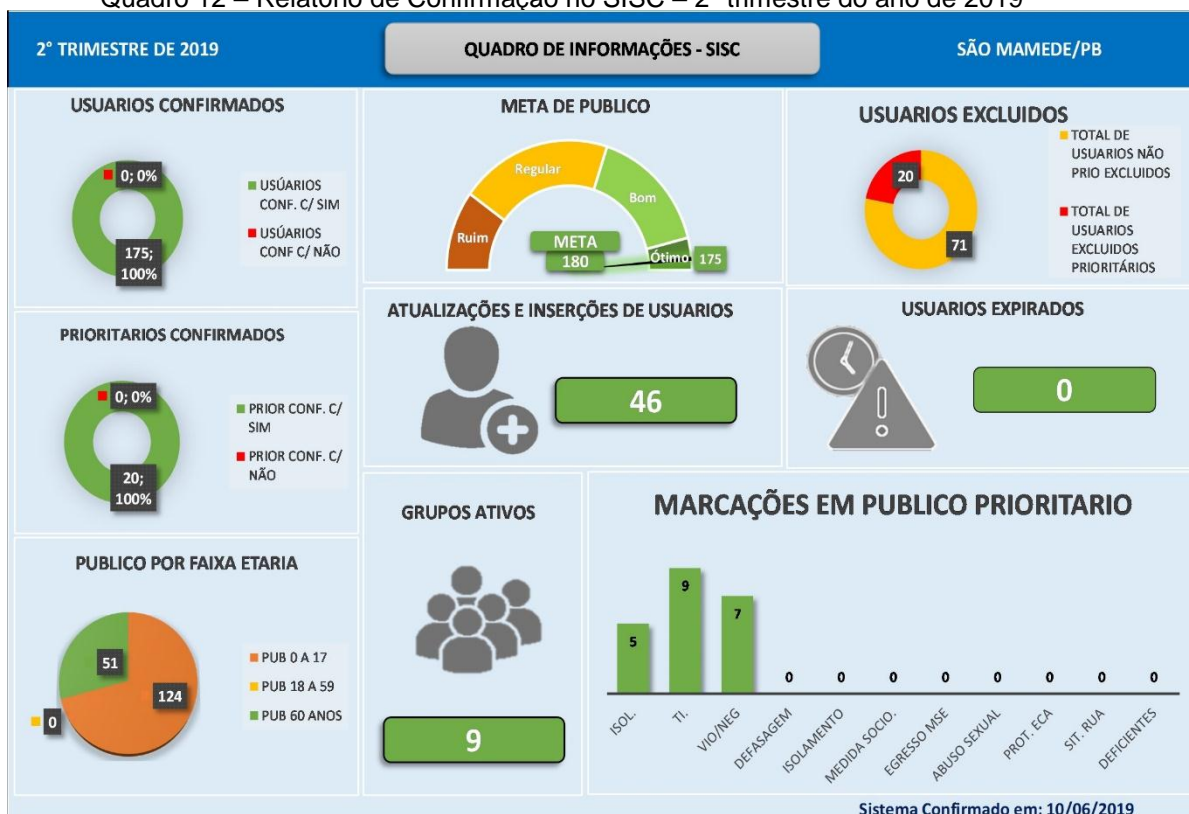 Quadro 12 – Relatório de Confirmação no SISC – 2° trimestre do ano de 2019
2° TRIMESTRE DE 2019
QUADRO DE INFORMAÇÕES - SISC
SÃO MAMEDE/PB
USUARIOS CONFIRMADOS
0; 0%
175;
100%
USÚARIOS
CONF. C/ SIM
USÚARIOS
CONF C/ NÃO
META DE PUBLICO
Ruim
Regular
Bom
Ótimo
META
180
175
USUARIOS EXCLUIDOS
20
71
TOTAL DE
USUARIOS NÃO
PRIO EXCLUIDOS
TOTAL DE
USUARIOS
EXCLUIDOS
PRIORITÁRIOS
PRIORITARIOS CONFIRMADOS
0; 0%
20;
100%
PRIOR CONF. C/
SIM
PRIOR CONF. C/
NÃO
ATUALIZAÇÕES E INSERÇÕES DE USUARIOS
46
USUARIOS EXPIRADOS
0
PUBLICO POR FAIXA ETARIA
51
124
0
PUB 0 A 17
PUB 18 A 59
PUB 60 ANOS
GRUPOS ATIVOS
9
MARCAÇÕES EM PUBLICO PRIORITARIO
5
9
7
0
0
0
0
0
0
0
0
ISOL.
TI.
VIO/NEG
DEFASAGEM
ISOLAMENTO
MEDIDA SOCIO.
EGRESSO MSE
ABUSO SEXUAL
PROT. ECA
SIT. RUA
DEFICIENTES
Sistema Confirmado em: 10/06/2019